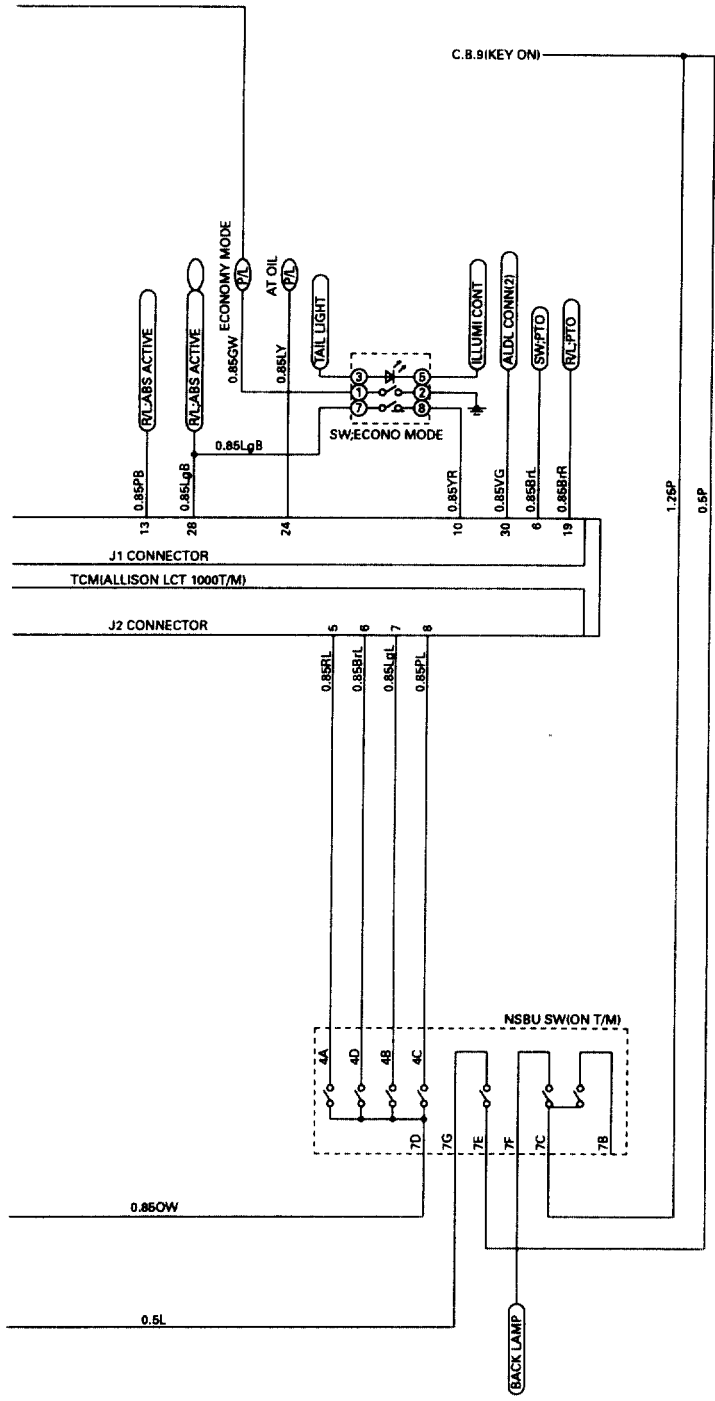 C.B.9(KEY ON)
R/L;ABS ACTIVE
R/L;ABS ACTIVE
ECONOMY MODE
P/L
AT OIL
P/L
TAIL LIGHT
ILLUMI CONT
ALDL CONN(2)
SW;PTO
R/L;PTO
0.85GW
0.85LY
3
5
1
2
7
8
SW;ECONO MODE
0.85LgB
0.85PB
0.85LgB
0.85YR
0.85VG
0.85BrL
0.85BrR
1.25P
0.5P
13
28
24
10
30
6
19
J1 CONNECTOR
TCM(ALLISON LCT 1000T/M)
J2 CONNECTOR
5
6
7
8
0.85RL
0.85BrL
0.85LgL
0.85PL
NSBU SW(ON T/M)
4A
4D
4B
4C
7D
7G
7E
7F
7C
7B
0.85OW
0.5L
BACK LAMP